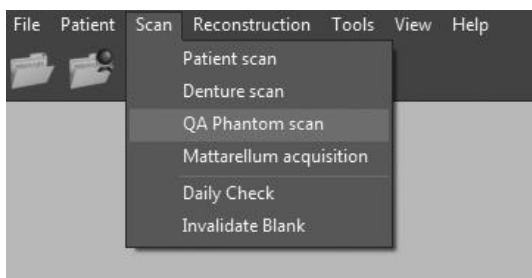 File Patient Scan Reconstruction Tools View Help
Patient scan
Denture scan
QA Phantom scan
Mattarellum acquisition
Daily Check
Invalidate Blank